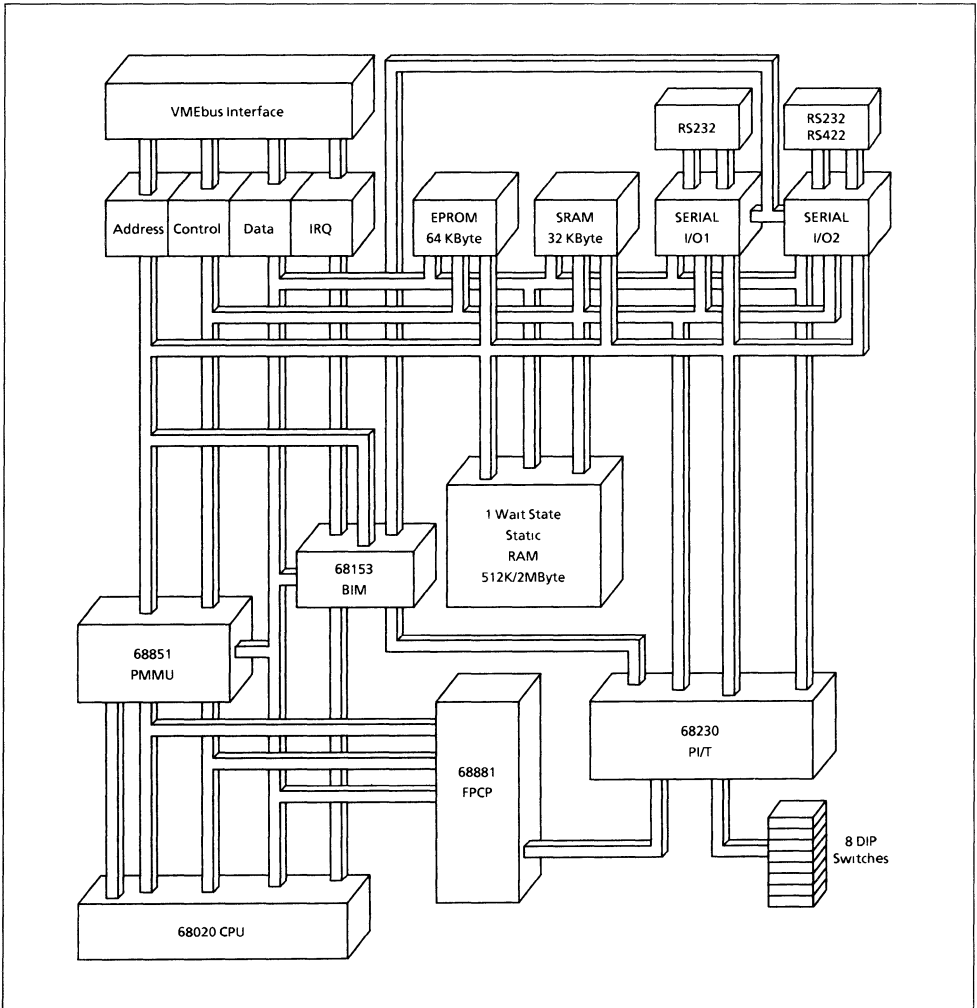 VMEbus Interface
RS232
RS232
RS422
Address
Control
Data
IRQ
EPROM
64 KByte
SRAM
32 KByte
SERIAL
I/O1
SERIAL
I/O2
1 Wait State
Static
RAM
512K/2MByte
68153
BIM
68851
PMMU
68230
PI/T
68881
FPCP
8 DIP
Switches
68020 CPU